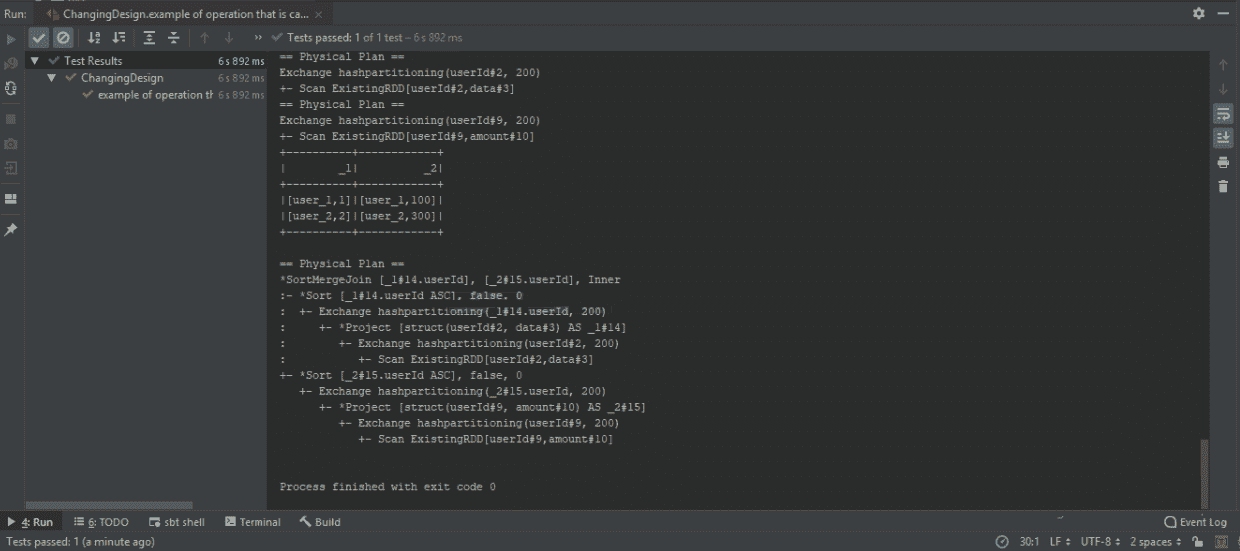 Run: ChangingDesign.example of operation that is ca... ×
Tests passed: 1 of 1 test – 6 s 892 ms
Test Results 6 s 892 ms
ChangingDesign 6 s 892 ms
example of operation th 6 s 892 ms
== Physical Plan ==
Exchange hashpartitioning(userId#2, 200)
+- Scan ExistingRDD[userId#2,data#3]
== Physical Plan ==
Exchange hashpartitioning(userId#9, 200)
+- Scan ExistingRDD[userId#9,amount#10]
+----------+------------+
|        _1|          _2|
+----------+------------+
|[user_1,1]|[user_1,100]|
|[user_2,2]|[user_2,300]|
+----------+------------+
== Physical Plan ==
*SortMergeJoin [_1#14.userId], [_2#15.userId], Inner
:- *Sort [_1#14.userId ASC], false, 0
:  +- Exchange hashpartitioning(_1#14.userId, 200)
:     +- *Project [struct(userId#2, data#3) AS _1#14]
:        +- Exchange hashpartitioning(userId#2, 200)
:           +- Scan ExistingRDD[userId#2,data#3]
+- *Sort [_2#15.userId ASC], false, 0
   +- Exchange hashpartitioning(_2#15.userId, 200)
      +- *Project [struct(userId#9, amount#10) AS _2#15]
         +- Exchange hashpartitioning(userId#9, 200)
            +- Scan ExistingRDD[userId#9,amount#10]
Process finished with exit code 0
4: Run 6: TODO sbt shell Terminal Build Event Log
Tests passed: 1 (a minute ago) 30:1 LF UTF-8 2 spaces